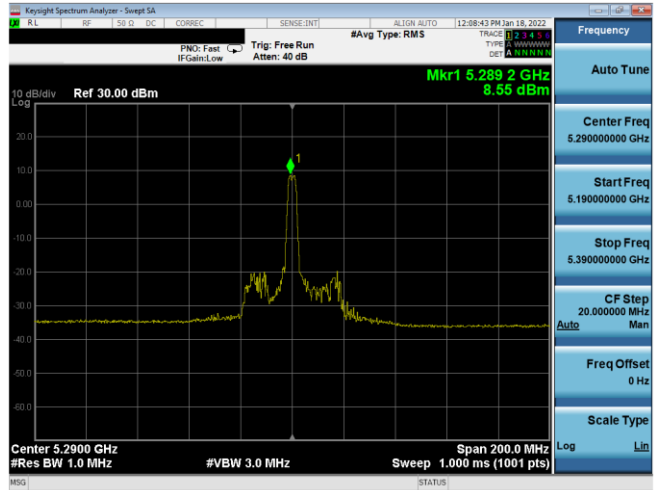 Keysight Spectrum Analyzer - Swept SA
RL RF 50 Ω DC CORREC SENSE:INT ALIGN AUTO 12:08:43 PM Jan 18, 2022
#Avg Type: RMS
TRACE 1 2 3 4 5 6
PNO: Fast Trig: Free Run TYPE A WWWWW
IFGain:Low Atten: 40 dB DET A N N N N N
Mkr1 5.289 2 GHz
8.55 dBm
10 dB/div Ref 30.00 dBm
Log
20.0
1
10.0
0.00
-10.0
-20.0
-30.0
-40.0
-50.0
-60.0
Center 5.2900 GHz Span 200.0 MHz
#Res BW 1.0 MHz #VBW 3.0 MHz Sweep 1.000 ms (1001 pts)
MSG STATUS
Frequency
Auto Tune
Center Freq
5.290000000 GHz
Start Freq
5.190000000 GHz
Stop Freq
5.390000000 GHz
CF Step
20.000000 MHz
Auto Man
Freq Offset
0 Hz
Scale Type
Log Lin